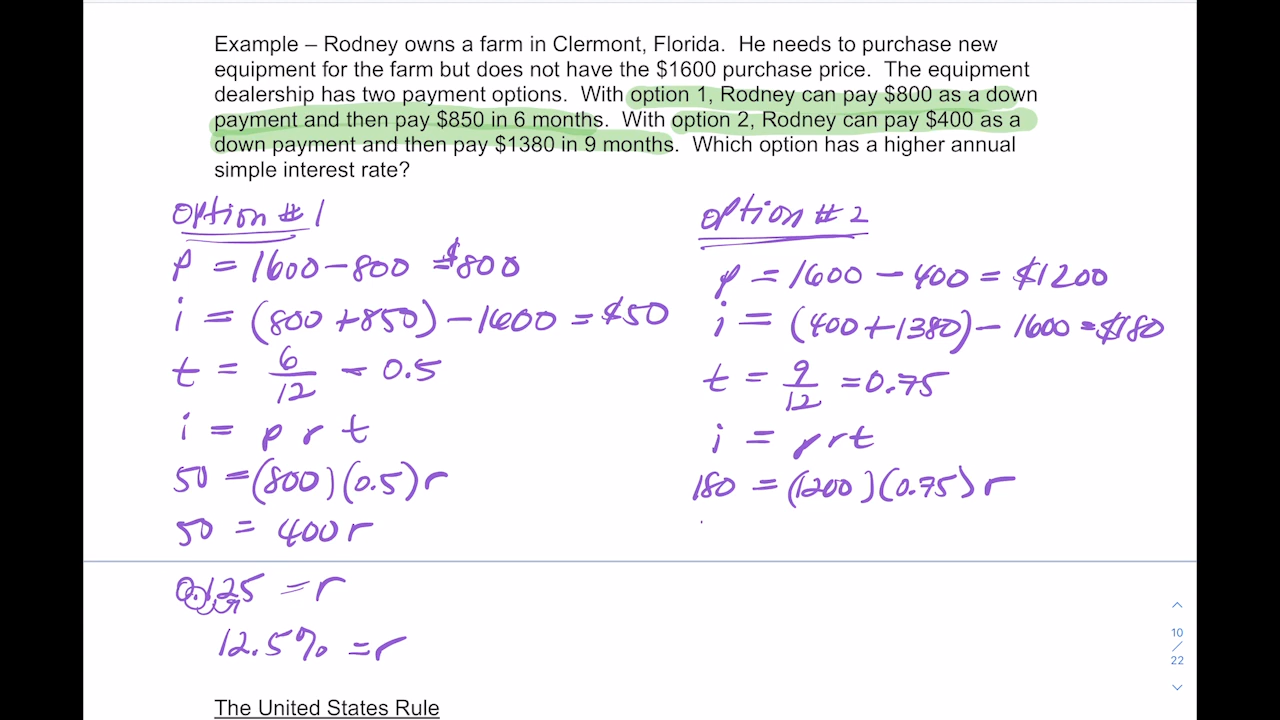 Example – Rodney owns a farm in Clermont, Florida. He needs to purchase new
equipment for the farm but does not have the $1600 purchase price. The equipment
dealership has two payment options. With option 1, Rodney can pay $800 as a down
payment and then pay $850 in 6 months. With option 2, Rodney can pay $400 as a
down payment and then pay $1380 in 9 months. Which option has a higher annual
simple interest rate?
Option #1
P = 1600 - 800 = $800
i = (800 + 850) - 1600 = $50
t = 6/12 - 0.5
i = p r t
50 = (800)(0.5) r
50 = 400 r
0.125 = r
12.5% = r
Option #2
p = 1600 - 400 = $1200
i = (400 + 1380) - 1600 = $180
t = 9/12 = 0.75
i = prt
180 = (1200)(0.75) r
10
/
22
The United States Rule